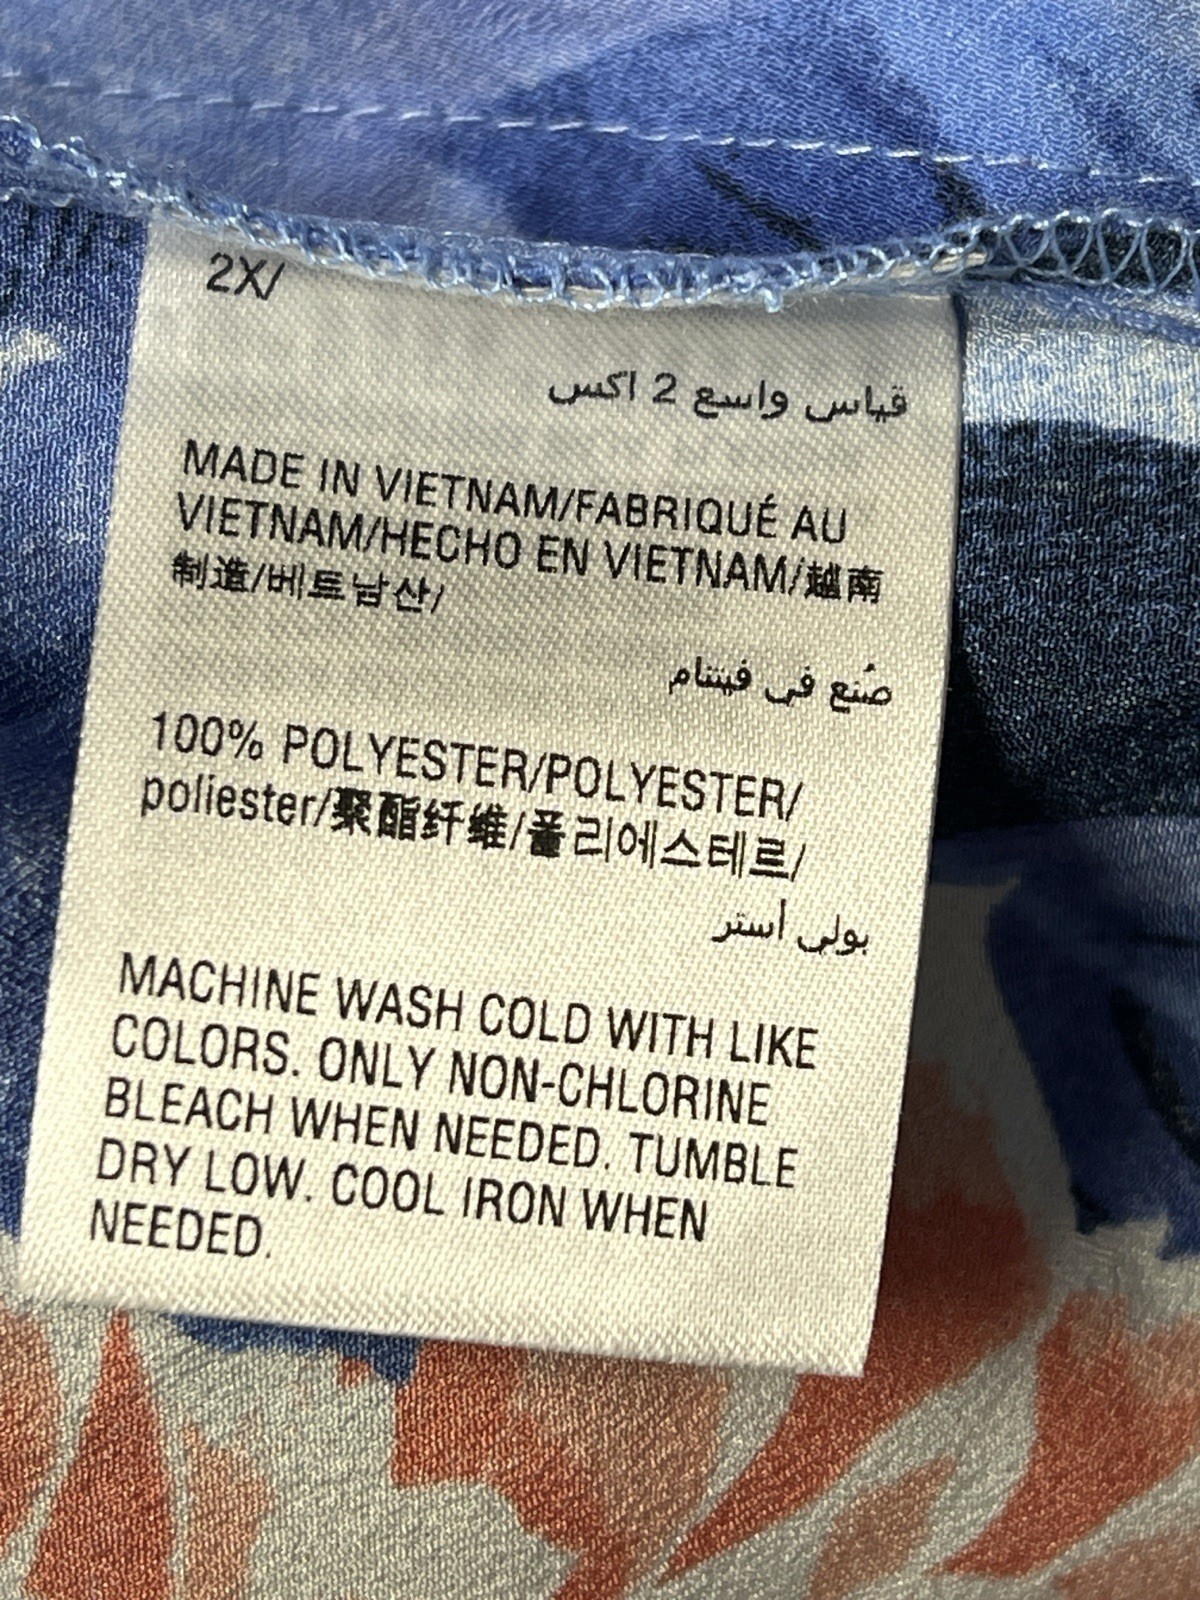 2X/
قياس واسع 2 اكس
MADE IN VIETNAM/FABRIQUÉ AU
VIETNAM/HECHO EN VIETNAM/越南
制造/베트남산/
صُنع في فيتنام
100% POLYESTER/POLYESTER/
poliester/聚酯纤维/폴리에스테르/
بولي أستر
MACHINE WASH COLD WITH LIKE
COLORS. ONLY NON-CHLORINE
BLEACH WHEN NEEDED. TUMBLE
DRY LOW. COOL IRON WHEN
NEEDED.